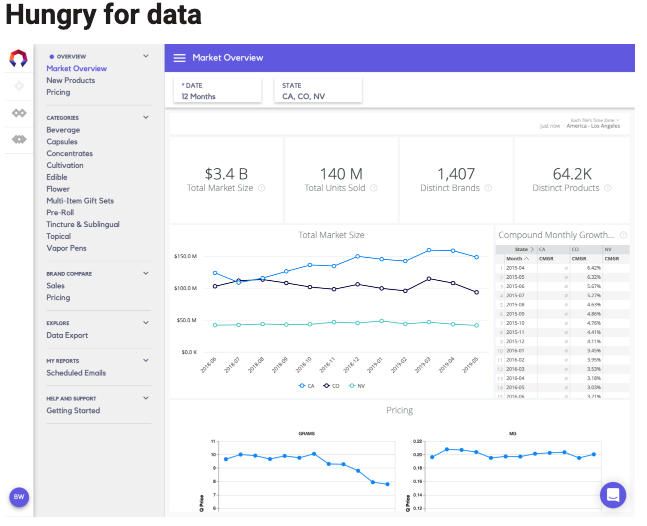 Hungry for data
OVERVIEW
Market Overview
New Products
Pricing
CATEGORIES
Beverage
Capsules
Concentrates
Cultivation
Edible
Flower
Multi-Item Gift Sets
Pre-Roll
Tincture & Sublingual
Topical
Vapor Pens
BRAND COMPARE
Sales
Pricing
EXPLORE
Data Export
MY REPORTS
Scheduled Emails
HELP AND SUPPORT
Getting Started
BW
Market Overview
* DATE
12 Months
STATE
CA, CO, NV
Each Tile's Time Zone
just now America - Los Angeles
$3.4 B
Total Market Size
140 M
Total Units Sold
1,407
Distinct Brands
64.2K
Distinct Products
Total Market Size
$150.0 M
$100.0 M
$50.0 M
$0.0 K
2018-06 2018-07 2018-08 2018-09 2018-10 2018-11 2018-12 2019-01 2019-02 2019-03 2019-04 2019-05
CA CO NV
Compound Monthly Growth...
State CA CO NV
Month CMGR CMGR CMGR
1 2015-04 ø 6.42%
2 2015-05 ø 6.32%
3 2015-06 ø 5.67%
4 2015-07 ø 5.27%
5 2015-08 ø 4.63%
6 2015-09 ø 4.86%
7 2015-10 ø 4.76%
8 2015-11 ø 4.41%
9 2015-12 ø 4.11%
10 2016-01 ø 3.45%
11 2016-02 ø 3.95%
12 2016-03 ø 3.53%
13 2016-04 ø 3.18%
14 2016-05 ø 3.03%
15 2016-06 ø 3.21%
Pricing
GRAMS
11
10
9
8
7
6
Q Price
MG
0.22
0.20
0.18
0.16
0.14
0.12
Q Price